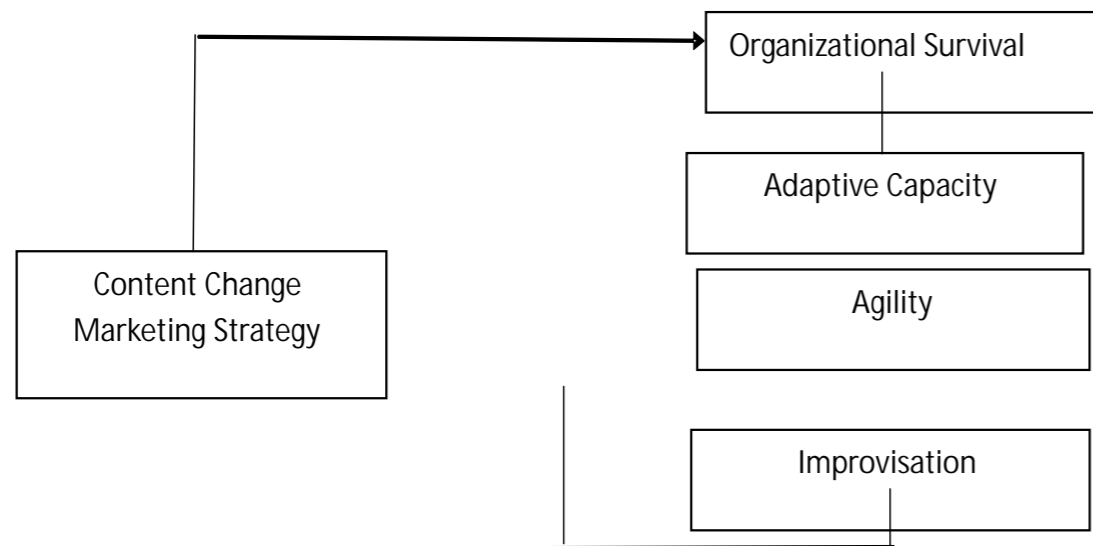 Organizational Survival
Adaptive Capacity
Content Change
Marketing Strategy
Agility
Improvisation